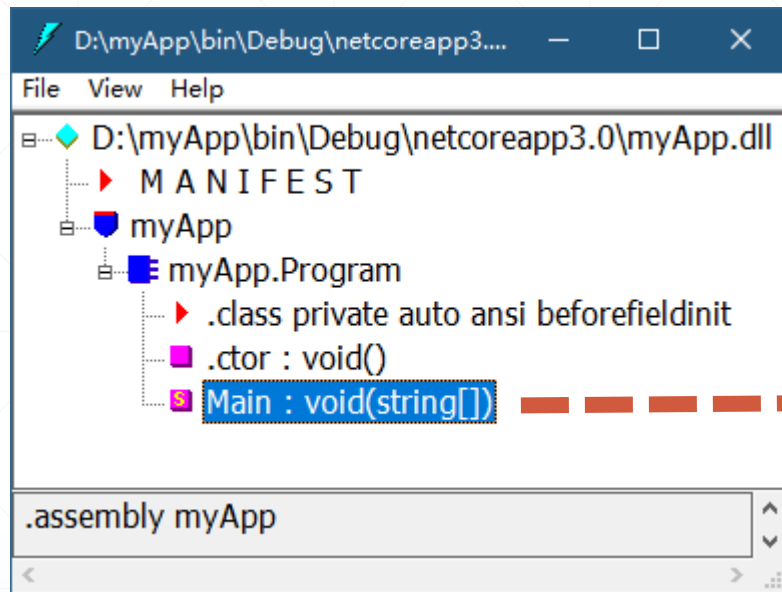 D:\myApp\bin\Debug\netcoreapp3....
File View Help
D:\myApp\bin\Debug\netcoreapp3.0\myApp.dll
M A N I F E S T
myApp
myApp.Program
.class private auto ansi beforefieldinit
.ctor : void()
S Main : void(string[])
.assembly myApp